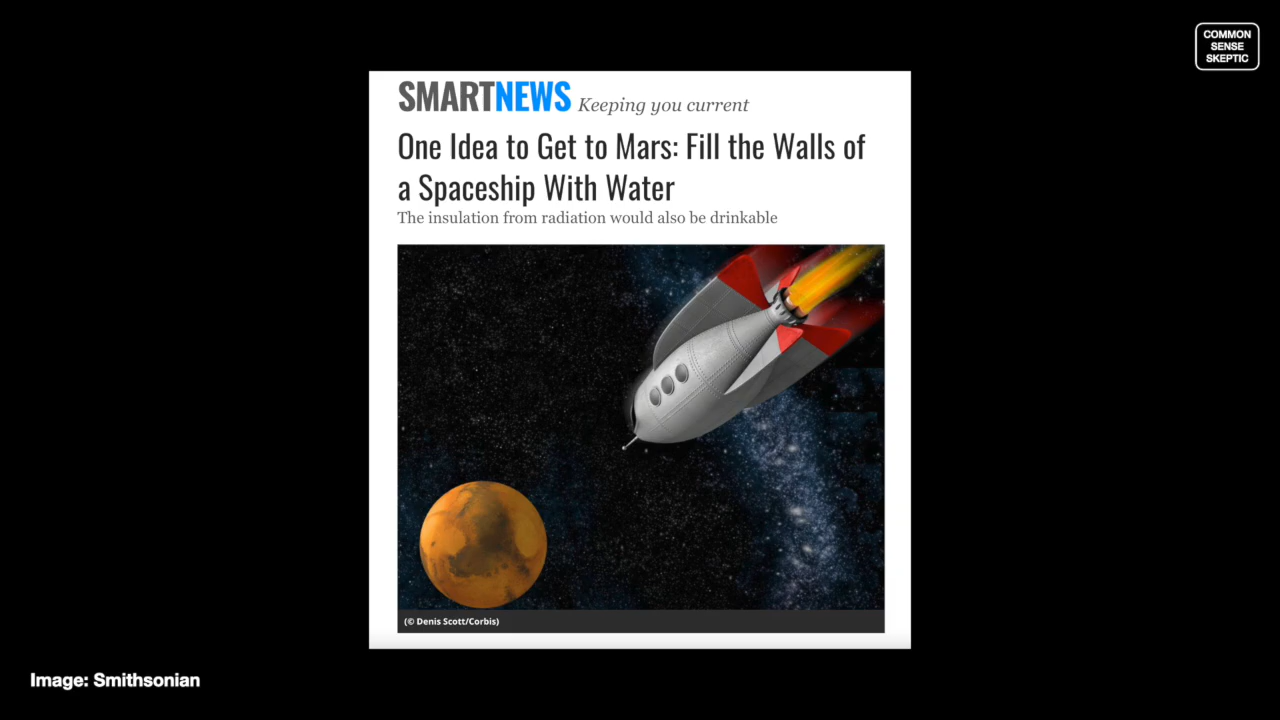 COMMON
SENSE
SKEPTIC
SMARTNEWS Keeping you current
One Idea to Get to Mars: Fill the Walls of
a Spaceship With Water
The insulation from radiation would also be drinkable
(© Denis Scott/Corbis)
Image: Smithsonian